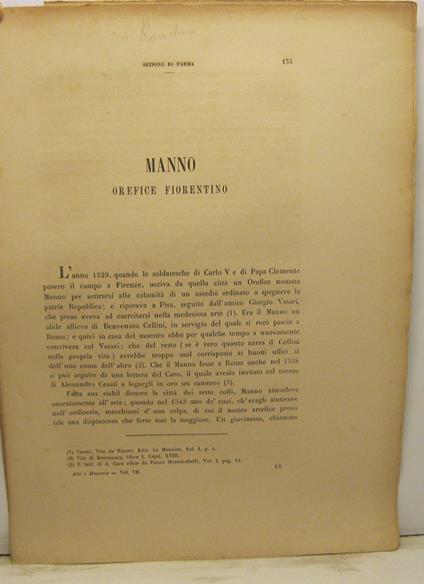 SEZIONE DI PARMA
135
MANNO
OREFICE FIORENTINO
L'anno 1529, quando le soldatesche di Carlo V e di Papa Clemente
posero il campo a Firenze, usciva da quella città un Orefice nomato
Manno per sottrarsi alle calamità di un assedio ordinato a spegnere la
patria Republica; e riparava a Pisa, seguito dall'amico Giorgio Vasari,
che preso aveva ad esercitarsi nella medesima arte (1). Era il Manno un
abile allievo di Benvenuto Cellini, in servigio del quale si recò poscia a
Roma; e quivi in casa del maestro ebbe per qualche tempo a nuovamente
convivere col Vasari; che del resto (se è vero quanto narra il Cellini
nella propria vita) avrebbe troppo mal corrisposto ai buoni uffici sì
dell'uno come dell'altro (2). Che il Manno fosse a Roma anche nel 1538
si può arguire da una lettera del Caro, il quale avealo invitato col mezzo
di Alessandro Cesati a legargli in oro un cammeo (3).
Fatta sua stabil dimora la città dei sette colli, Manno attendeva
onoratamente all'arte; quando nel 1543 uno de' suoi, ch'eragli aiutatore
nell'orificeria, macchiossi d'una colpa, di cui il nostro artefice provò
tale una dispiacenza che forse mai la maggiore. Un giovinetto, chiamato
(1) Vasari, Vite de' Pittori. Ediz. Le Monnier, Vol. I, p. 4.
(2) Vita di Benvenuto, libro I. Capit. XVIII.
(3) V. lett. di A. Caro edite da Pietro Mazzucchelli, Vol. I, pag. 19.
Atti e Memorie — Vol. VII.
18